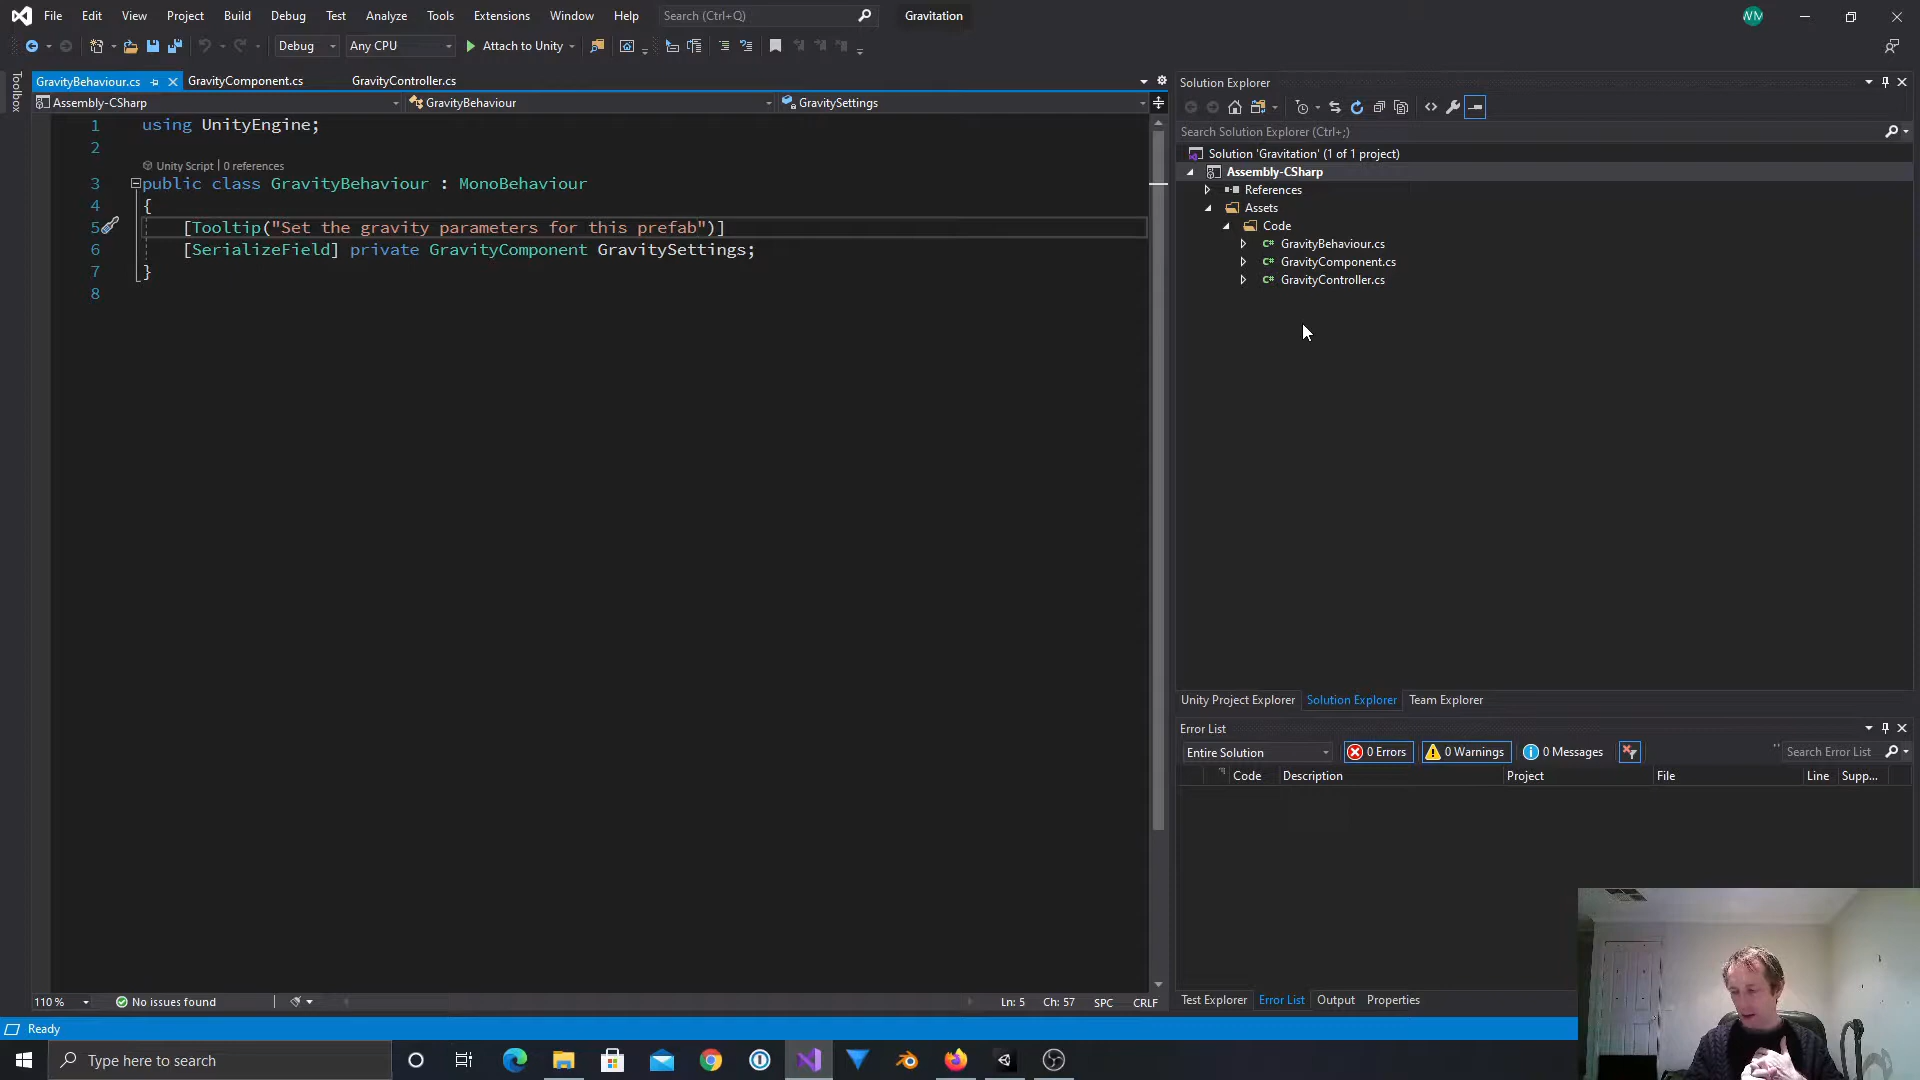 File Edit View Project Build Debug Test Analyze Tools Extensions Window Help Search (Ctrl+Q) Gravitation WM
Debug Any CPU Attach to Unity
Toolbox
GravityBehaviour.cs GravityComponent.cs GravityController.cs
Assembly-CSharp GravityBehaviour GravitySettings
1 using UnityEngine;
2
Unity Script | 0 references
3 public class GravityBehaviour : MonoBehaviour
4 {
5 [Tooltip("Set the gravity parameters for this prefab")]
6 [SerializeField] private GravityComponent GravitySettings;
7 }
8
110 % No issues found Ln: 5 Ch: 57 SPC CRLF
Solution Explorer
Search Solution Explorer (Ctrl+;)
Solution 'Gravitation' (1 of 1 project)
Assembly-CSharp
References
Assets
Code
C# GravityBehaviour.cs
C# GravityComponent.cs
C# GravityController.cs
Unity Project Explorer Solution Explorer Team Explorer
Error List
Entire Solution 0 Errors 0 Warnings 0 Messages Search Error List
Code Description Project File Line Supp...
Test Explorer Error List Output Properties
Ready
Type here to search